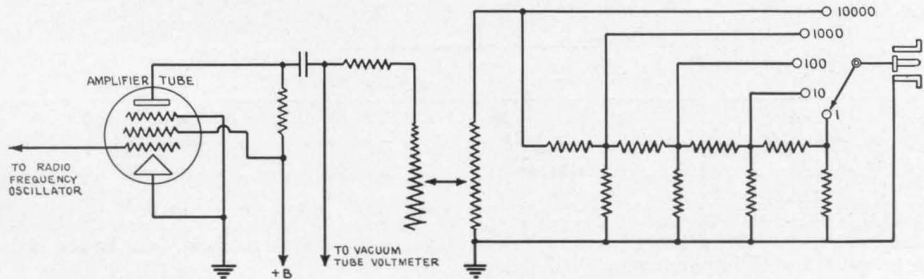 AMPLIFIER TUBE
TO RADIO
FREQUENCY
OSCILLATOR
+B
TO VACUUM
TUBE VOLTMETER
10000
1000
100
10
1